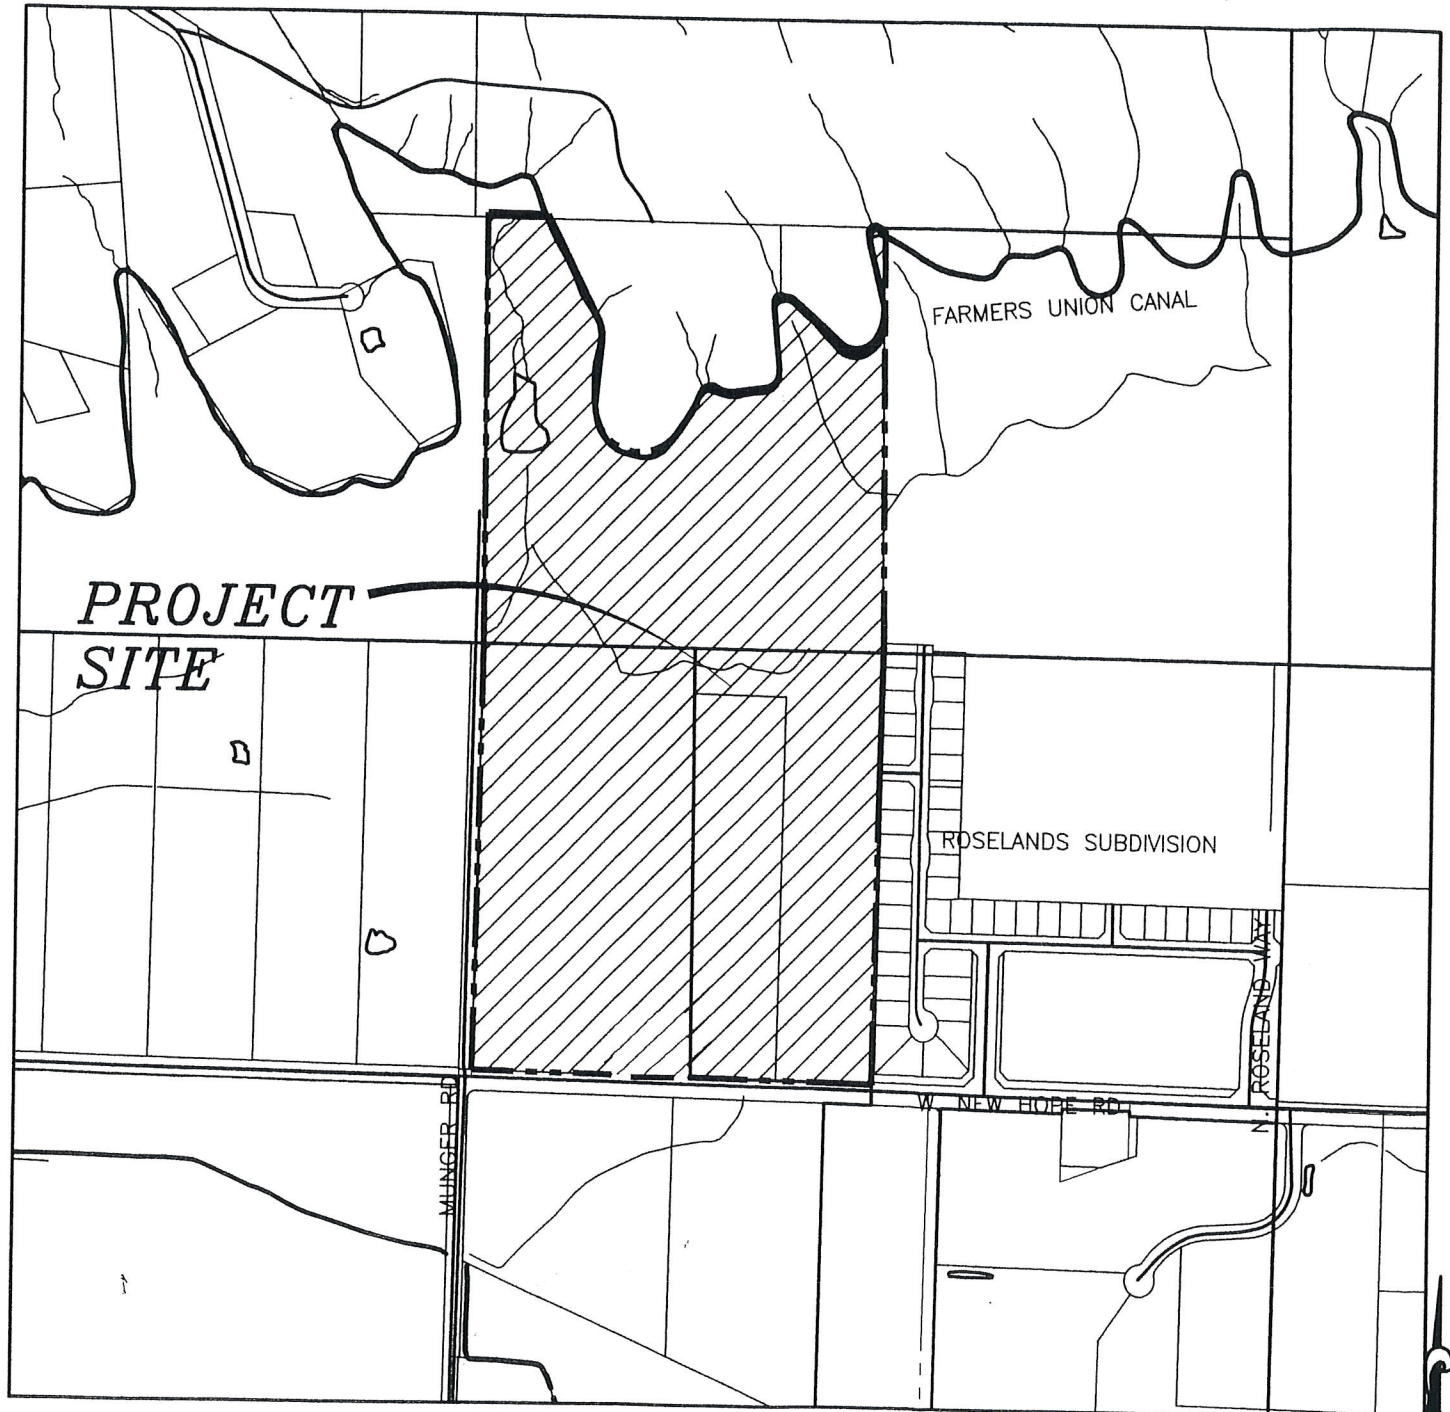 FARMERS UNION CANAL
PROJECT
SITE
ROSELANDS SUBDIVISION
N. ROSELAND WAY
W. NEW HOPE RD.
MUNGER RD